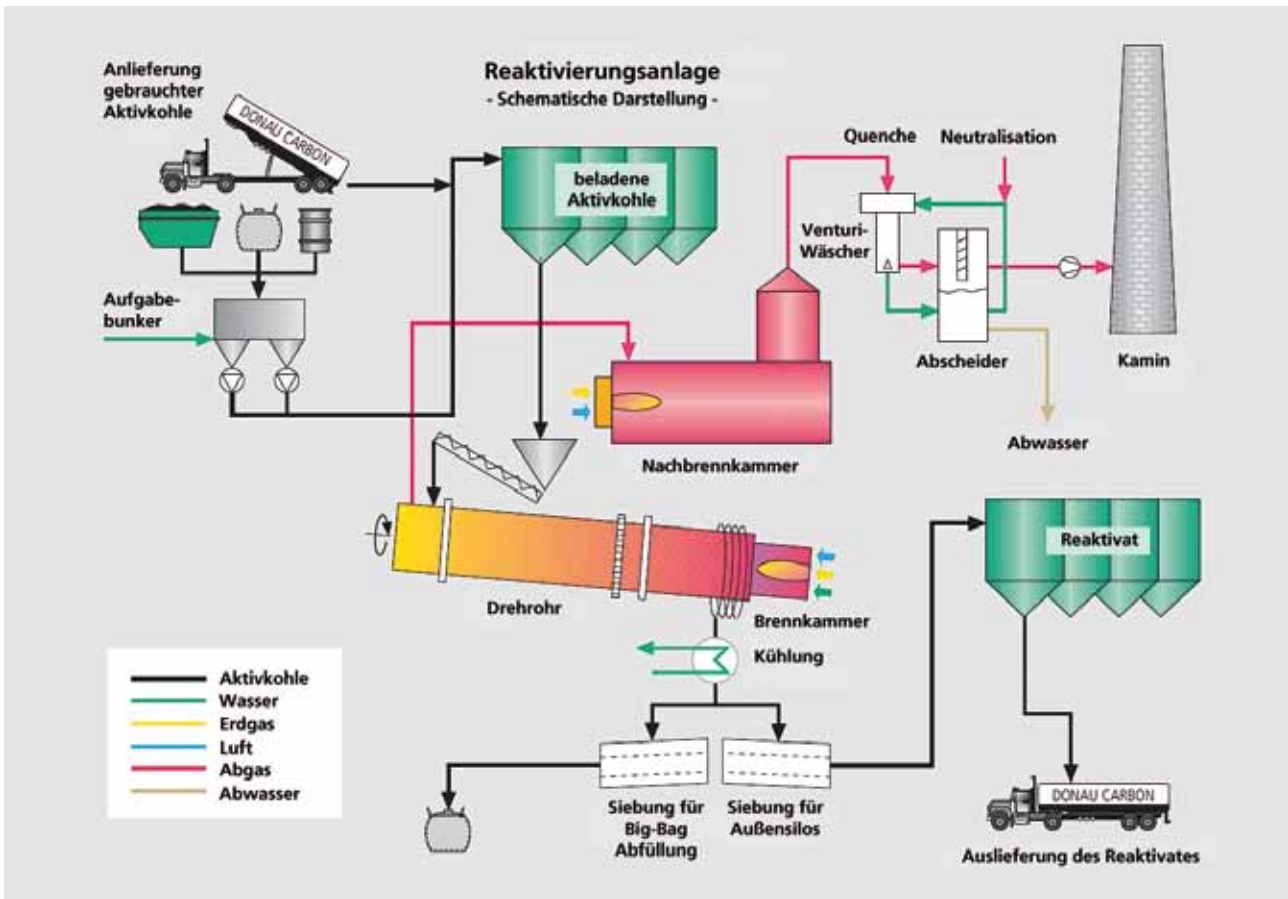 Anlieferung
gebrauchter
Aktivkohle
DONAU CARBON
Reaktivierungsanlage
- Schematische Darstellung -
beladene
Aktivkohle
Quenche
Neutralisation
Venturi-
Wäscher
Aufgabe-
bunker
Abscheider
Kamin
Abwasser
Nachbrennkammer
Drehrohr
Brennkammer
Kühlung
Reaktivat
Aktivkohle
Wasser
Erdgas
Luft
Abgas
Abwasser
Siebung für
Big-Bag
Abfüllung
Siebung für
Außensilos
DONAU CARBON
Auslieferung des Reaktivates